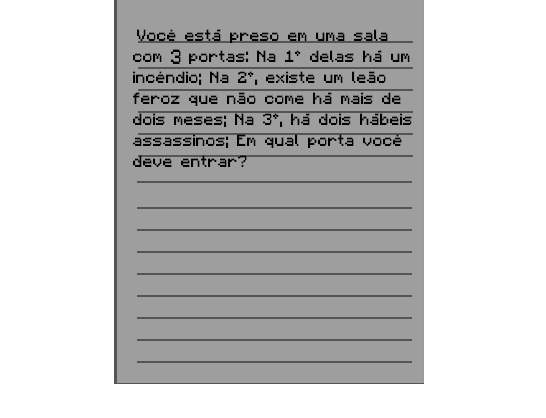 Você está preso em uma sala
com 3 portas: Na 1° delas há um
incêndio; Na 2°, existe um leão
feroz que não come há mais de
dois meses; Na 3°, há dois hábeis
assassinos; Em qual porta você
deve entrar?